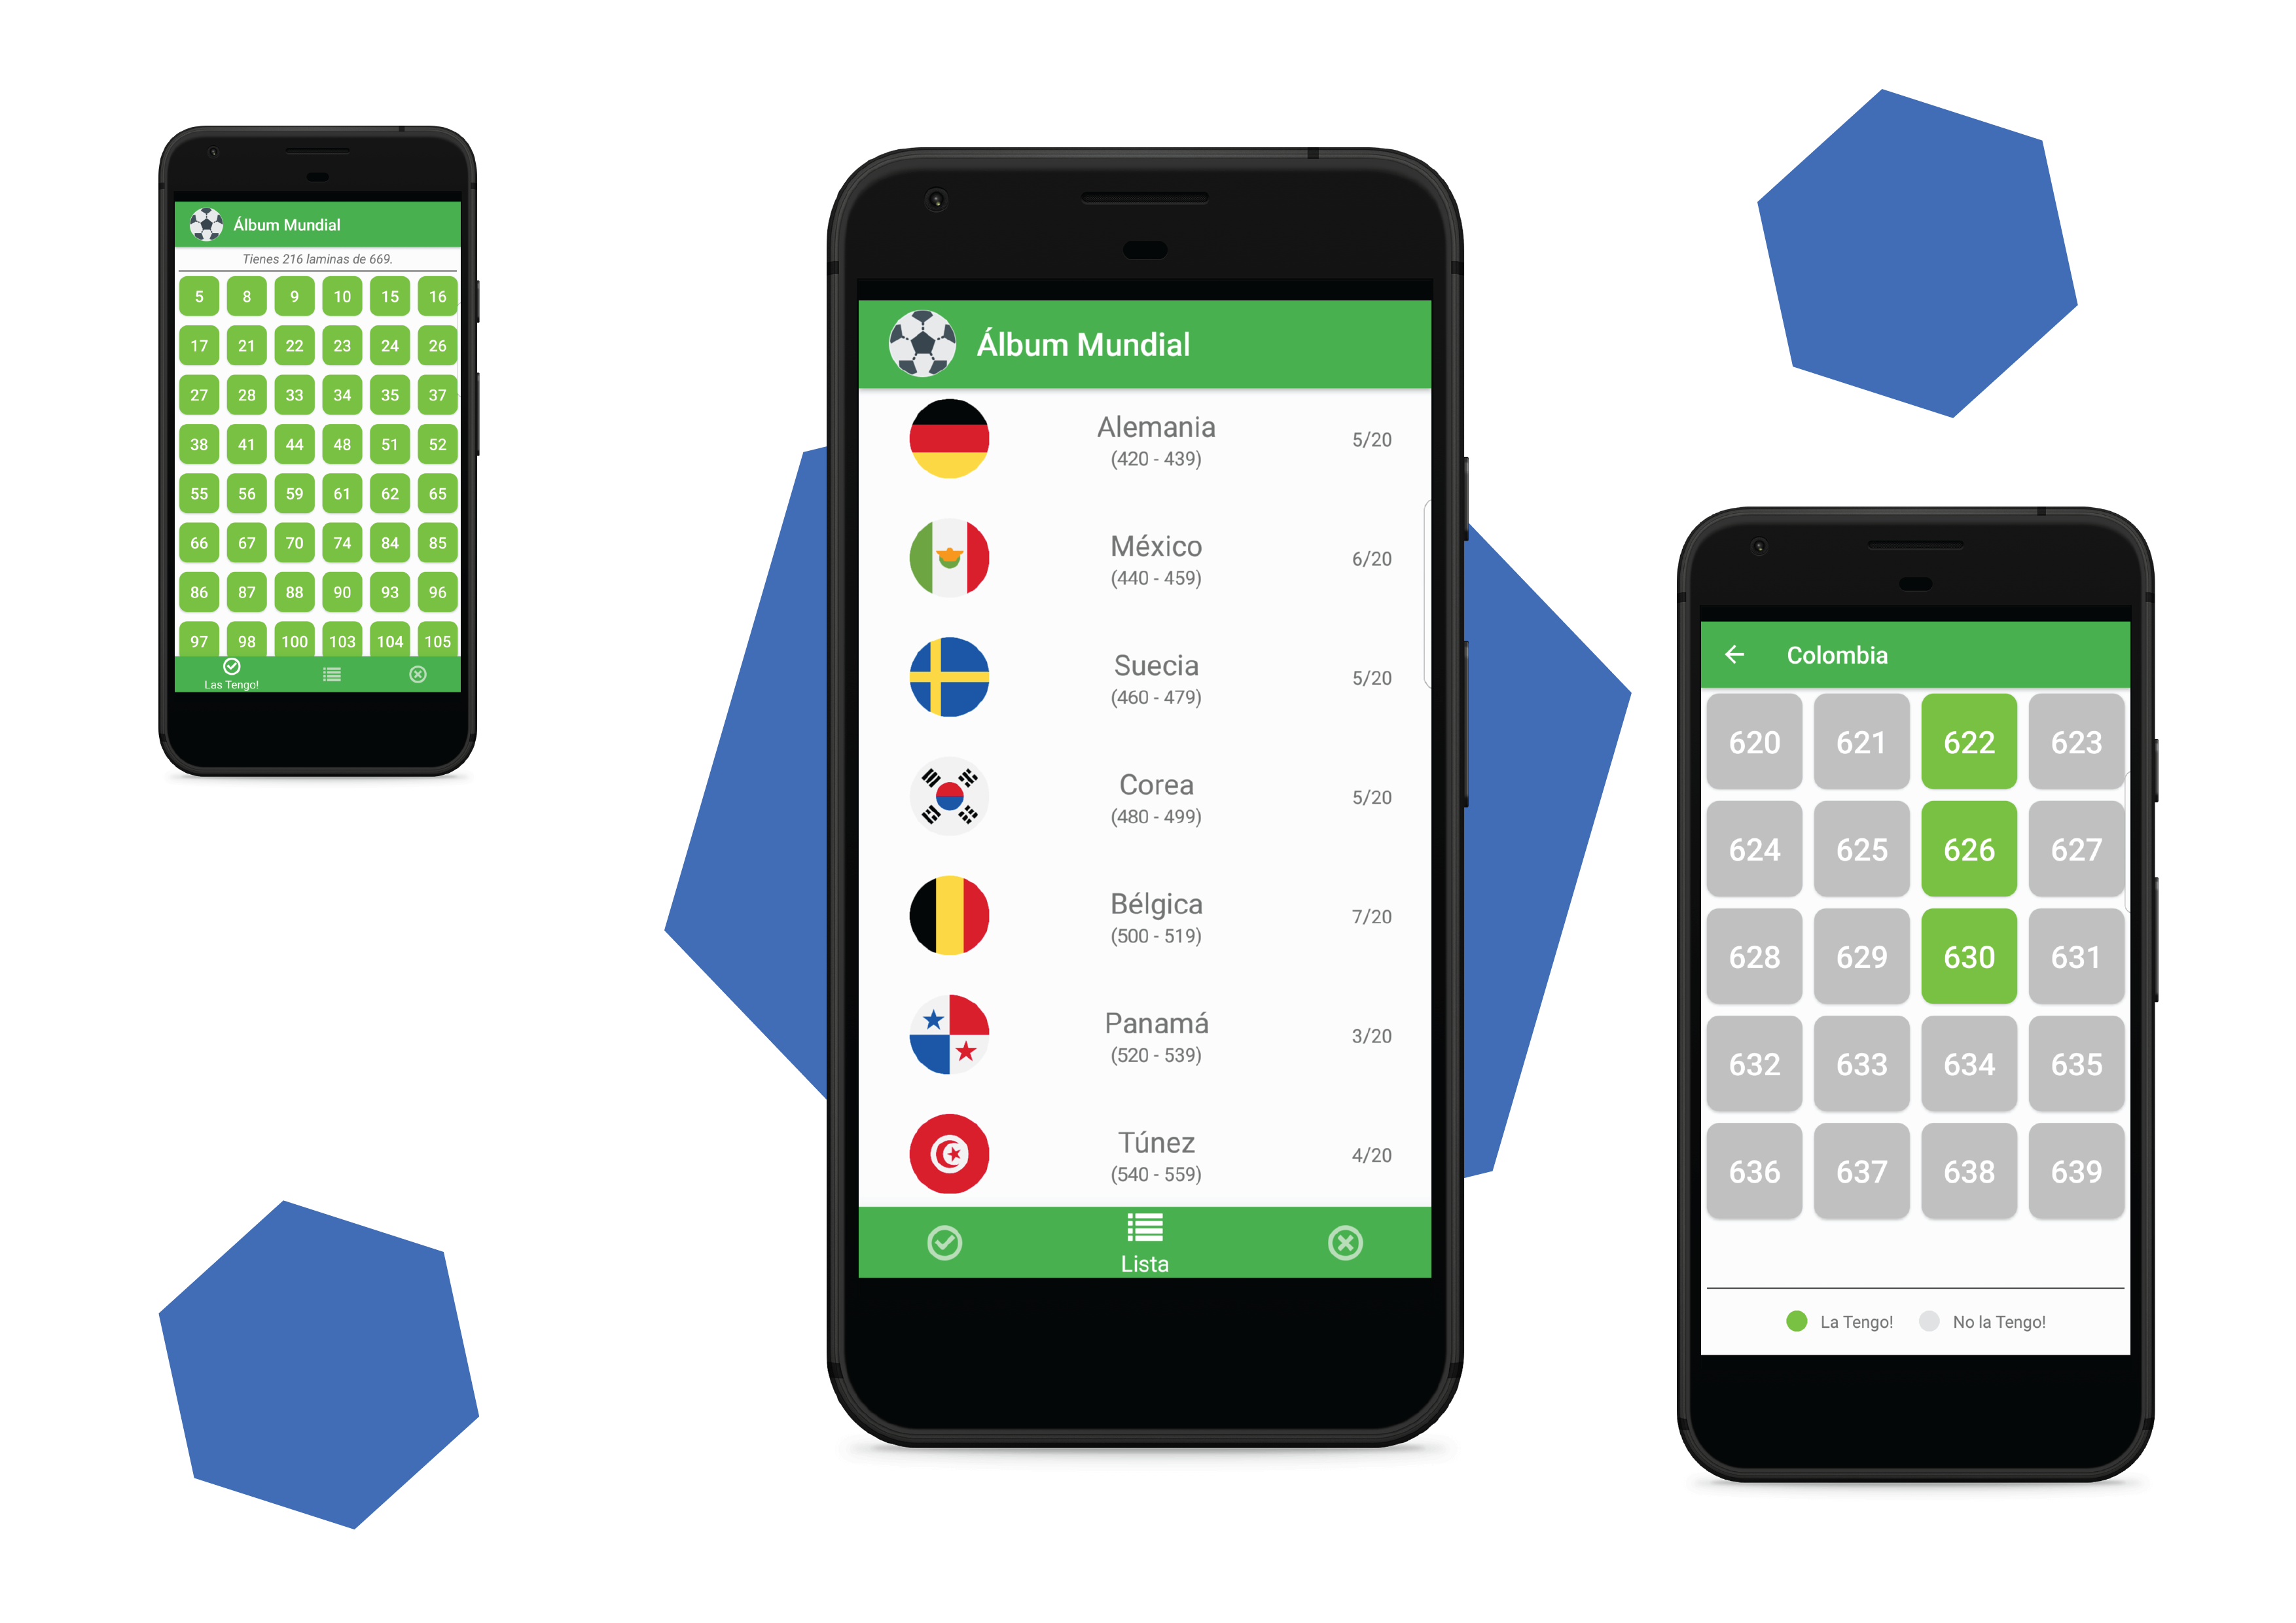 Álbum Mundial
Tienes 216 laminas de 669.
5 8 9 10 15 16
17 21 22 23 24 26
27 28 33 34 35 37
38 41 44 48 51 52
55 56 59 61 62 65
66 67 70 74 84 85
86 87 88 90 93 96
97 98 100 103 104 105
Las Tengo!
Álbum Mundial
Alemania
(420 - 439)
5/20
México
(440 - 459)
6/20
Suecia
(460 - 479)
5/20
Corea
(480 - 499)
5/20
Bélgica
(500 - 519)
7/20
Panamá
(520 - 539)
3/20
Túnez
(540 - 559)
4/20
Lista
Colombia
620 621 622 623
624 625 626 627
628 629 630 631
632 633 634 635
636 637 638 639
La Tengo! No la Tengo!